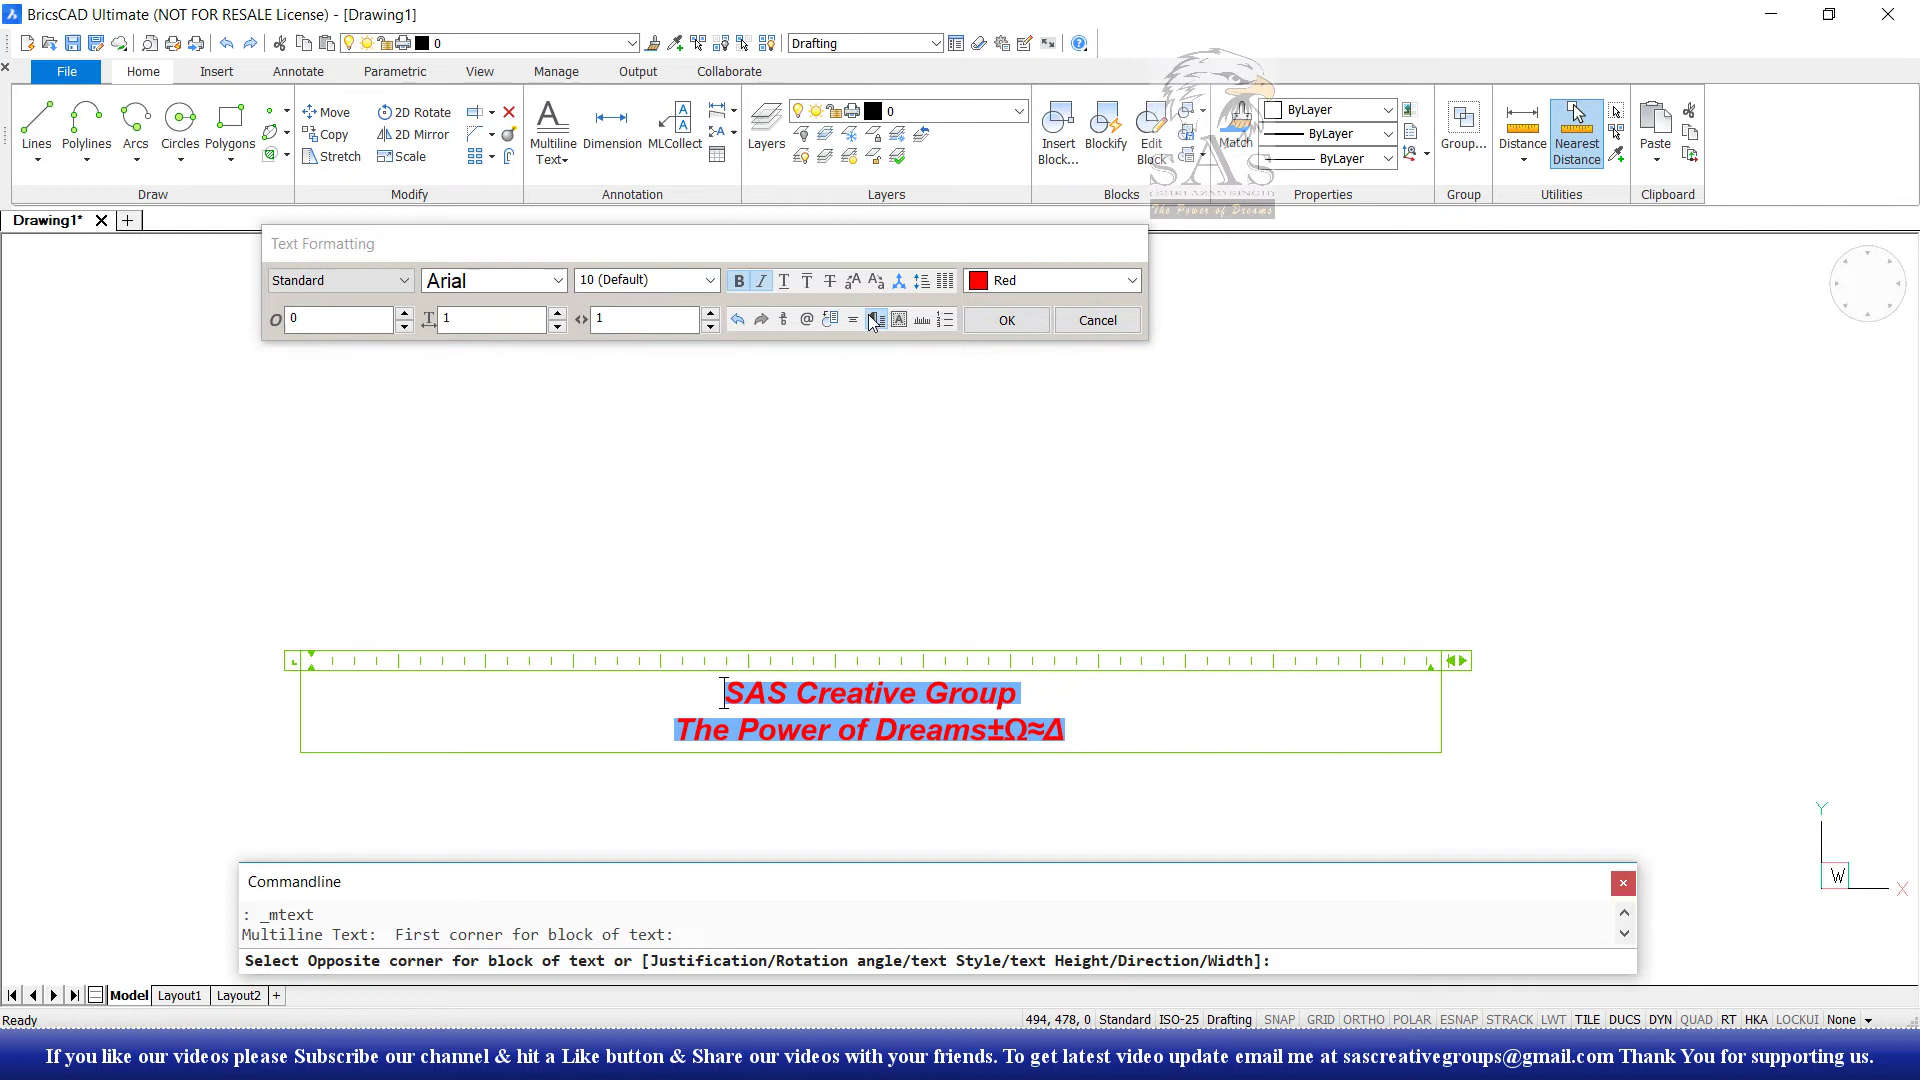 BricsCAD Ultimate (NOT FOR RESALE License) - [Drawing1]
0
Drafting
File Home Insert Annotate Parametric View Manage Output Collaborate
Lines Polylines Arcs Circles Polygons
Move 2D Rotate
Copy 2D Mirror
Stretch Scale
Multiline Text
Dimension
MLCollect
Layers
0
Insert Block...
Blockify
Edit Block
Match
ByLayer
ByLayer
ByLayer
Group...
Distance
Nearest Distance
Paste
Draw Modify Annotation Layers Blocks Properties Group Utilities Clipboard
SAS
The Power of Dreams
Drawing1*
Text Formatting
Standard Arial 10 (Default) B I T T T Red
0 1 1 @ OK Cancel
SAS Creative Group
The Power of Dreams±Ω≈Δ
Y
W
X
Commandline
: _mtext
Multiline Text:  First corner for block of text:
Select Opposite corner for block of text or [Justification/Rotation angle/text Style/text Height/Direction/Width]:
Model Layout1 Layout2 +
Ready
494, 478, 0 Standard ISO-25 Drafting SNAP GRID ORTHO POLAR ESNAP STRACK LWT TILE DUCS DYN QUAD RT HKA LOCKUI None
If you like our videos please Subscribe our channel & hit a Like button & Share our videos with your friends. To get latest video update email me at sascreativegroups@gmail.com Thank You for supporting us.